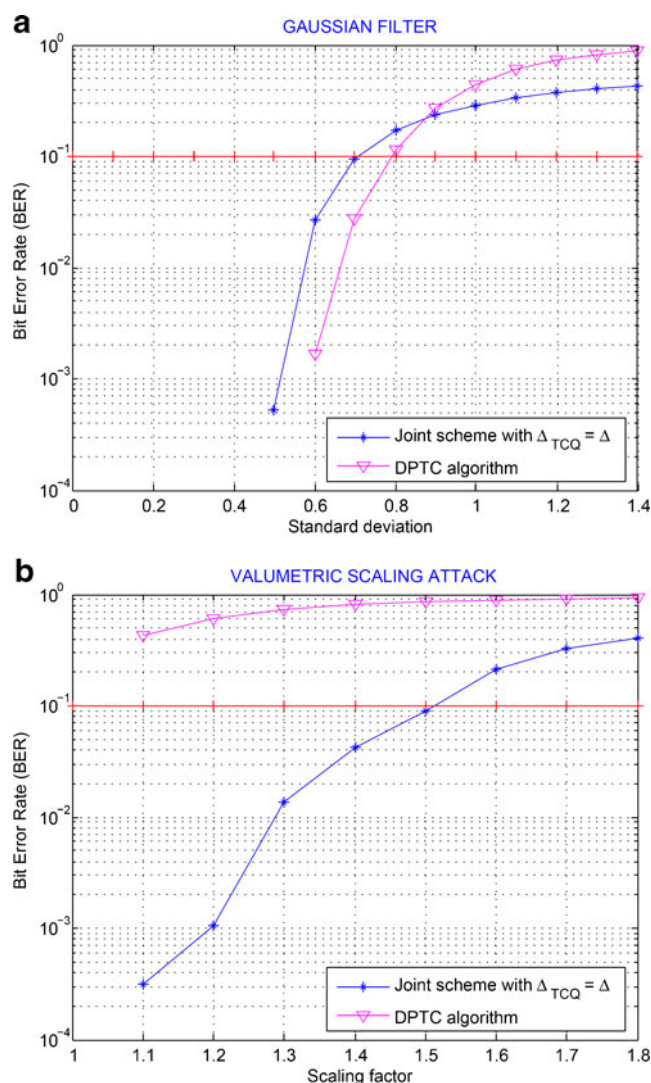 a
GAUSSIAN FILTER
Bit Error Rate (BER)
10^0
10^-1
10^-2
10^-3
10^-4
0 0.2 0.4 0.6 0.8 1 1.2 1.4
Standard deviation
Joint scheme with Δ_TCQ = Δ
DPTC algorithm
b
VALUMETRIC SCALING ATTACK
Bit Error Rate (BER)
10^0
10^-1
10^-2
10^-3
10^-4
1 1.1 1.2 1.3 1.4 1.5 1.6 1.7 1.8
Scaling factor
Joint scheme with Δ_TCQ = Δ
DPTC algorithm